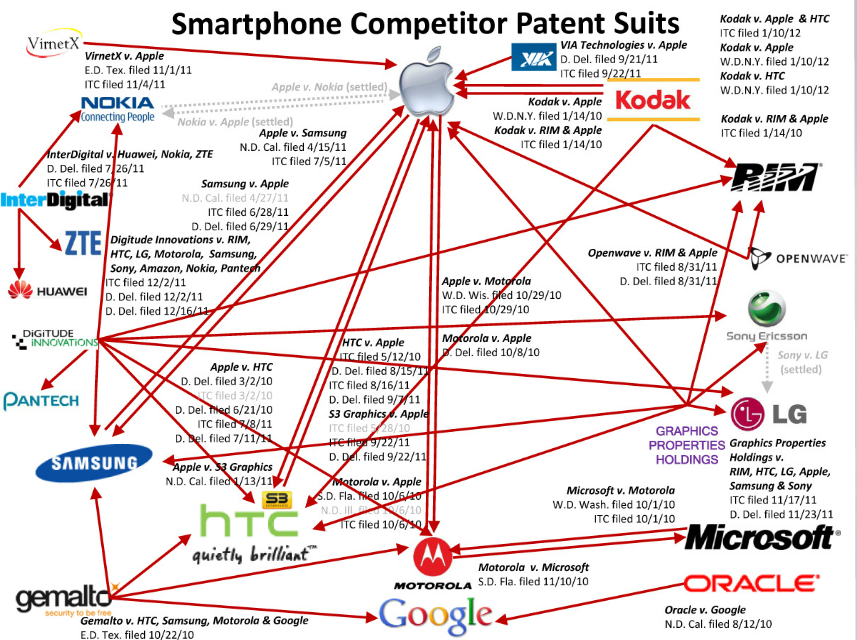 Smartphone Competitor Patent Suits
VirnetX
VirnetX v. Apple
E.D. Tex. filed 11/1/11
ITC filed 11/4/11
NOKIA
Connecting People
Apple v. Nokia (settled)
Nokia v. Apple (settled)
VIA
VIA Technologies v. Apple
D. Del. filed 9/21/11
ITC filed 9/22/11
Kodak v. Apple & HTC
ITC filed 1/10/12
Kodak v. Apple
W.D.N.Y. filed 1/10/12
Kodak v. HTC
W.D.N.Y. filed 1/10/12
Kodak v. RIM & Apple
ITC filed 1/14/10
Kodak
Kodak v. Apple
W.D.N.Y. filed 1/14/10
Kodak v. RIM & Apple
ITC filed 1/14/10
Apple v. Samsung
N.D. Cal. filed 4/15/11
ITC filed 7/5/11
InterDigital v. Huawei, Nokia, ZTE
D. Del. filed 7/26/11
ITC filed 7/26/11
InterDigital
Samsung v. Apple
N.D. Cal. filed 4/27/11
ITC filed 6/28/11
D. Del. filed 6/29/11
RIM
ZTE
HUAWEI
Digitude Innovations v. RIM,
HTC, LG, Motorola, Samsung,
Sony, Amazon, Nokia, Pantech
ITC filed 12/2/11
D. Del. filed 12/2/11
D. Del. filed 12/16/11
Openwave v. RIM & Apple
ITC filed 8/31/11
D. Del. filed 8/31/11
OPENWAVE
Apple v. Motorola
W.D. Wis. filed 10/29/10
ITC filed 10/29/10
Motorola v. Apple
D. Del. filed 10/8/10
DiGiTUDE
iNNOVATiONS
Sony Ericsson
Sony v. LG
(settled)
HTC v. Apple
ITC filed 5/12/10
D. Del. filed 8/15/11
ITC filed 8/16/11
D. Del. filed 9/7/11
Apple v. HTC
D. Del. filed 3/2/10
ITC filed 3/2/10
D. Del. filed 6/21/10
ITC filed 7/8/11
D. Del. filed 7/11/11
PANTECH
S3 Graphics v. Apple
ITC filed 5/28/10
ITC filed 9/22/11
D. Del. filed 9/22/11
LG
GRAPHICS
PROPERTIES
HOLDINGS
Graphics Properties
Holdings v.
RIM, HTC, LG, Apple,
Samsung & Sony
ITC filed 11/17/11
D. Del. filed 11/23/11
SAMSUNG
Apple v. S3 Graphics
N.D. Cal. filed 1/13/11
Motorola v. Apple
S.D. Fla. filed 10/6/10
N.D. Ill. filed 10/6/10
ITC filed 10/6/10
S3
hTC
quietly brilliant™
Microsoft v. Motorola
W.D. Wash. filed 10/1/10
ITC filed 10/1/10
Microsoft
MOTOROLA
Motorola v. Microsoft
S.D. Fla. filed 11/10/10
gemalto
security to be free
Gemalto v. HTC, Samsung, Motorola & Google
E.D. Tex. filed 10/22/10
Google
ORACLE
Oracle v. Google
N.D. Cal. filed 8/12/10